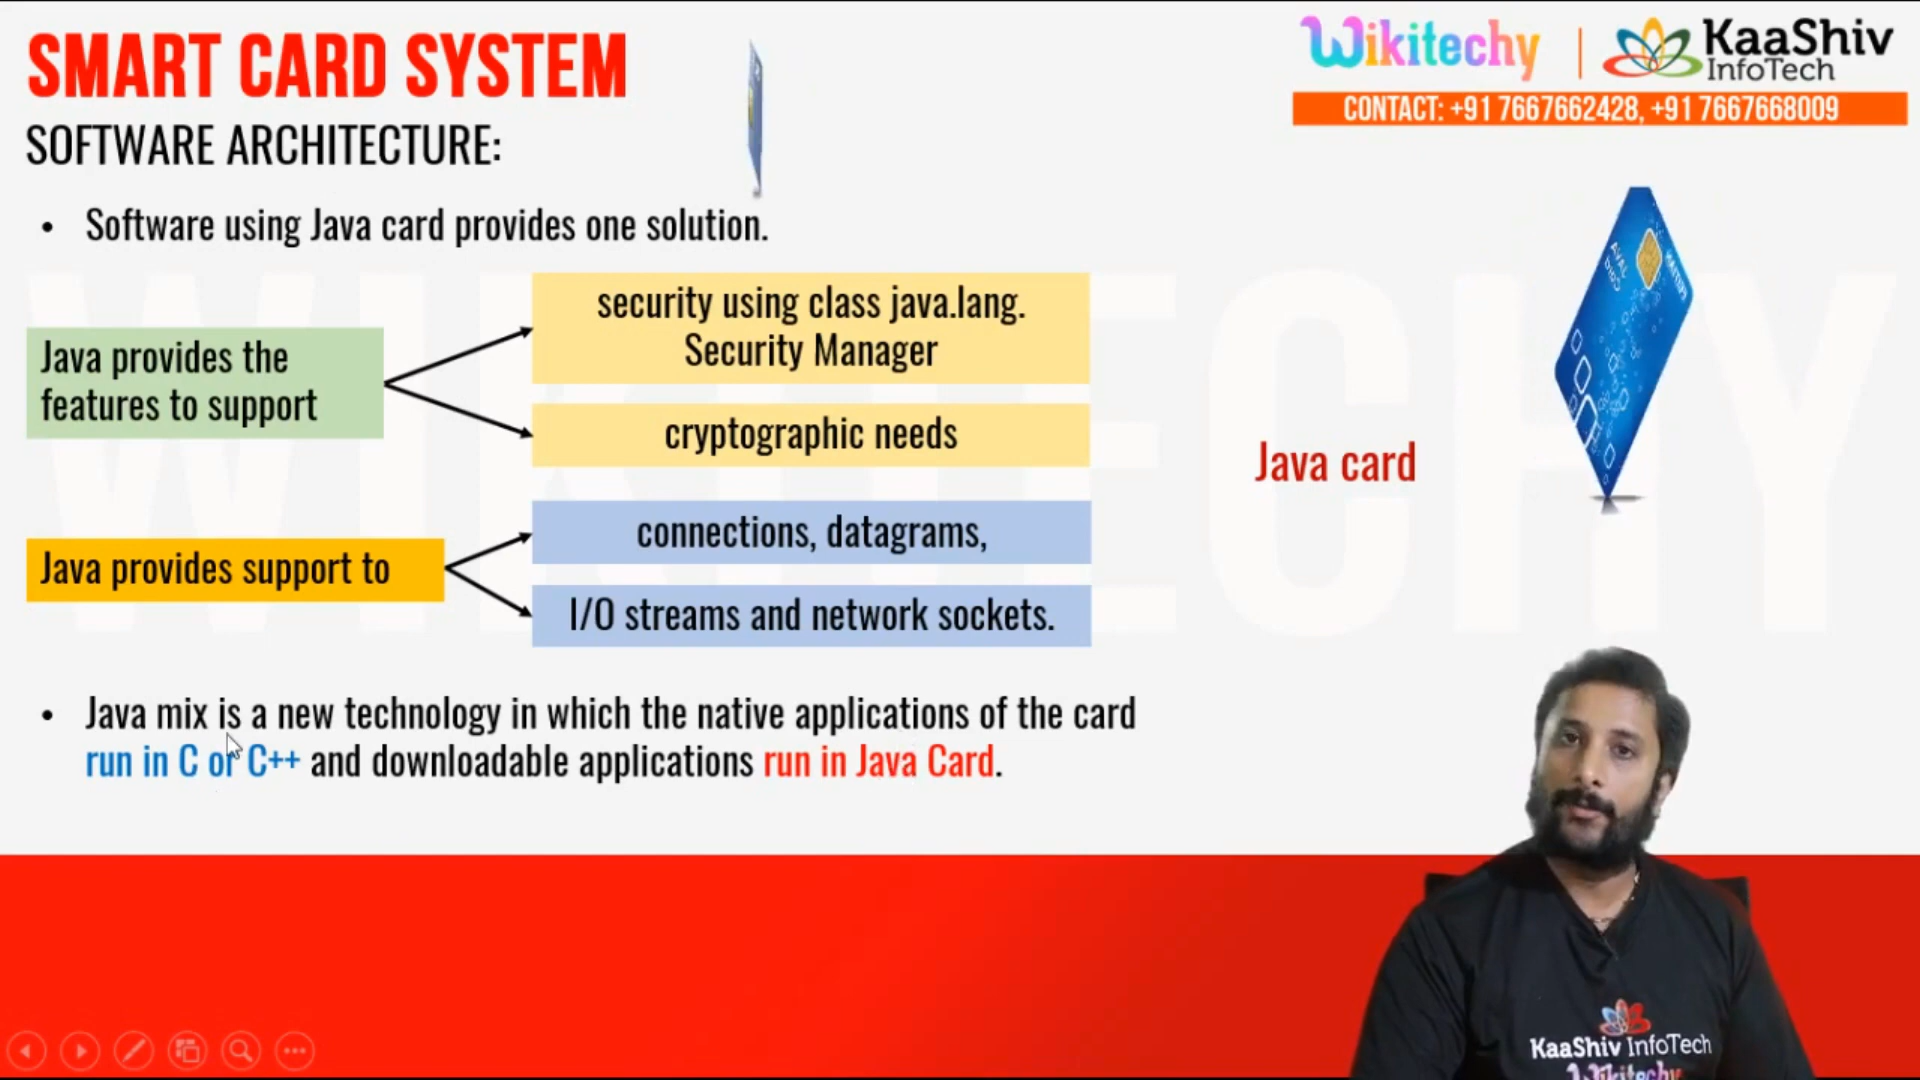 SMART CARD SYSTEM
Wikitechy
KaaShiv
InfoTech
CONTACT: +91 7667662428, +91 7667668009
SOFTWARE ARCHITECTURE:
• Software using Java card provides one solution.
Java provides the
features to support
security using class java.lang.
Security Manager
cryptographic needs
Java card
Java provides support to
connections, datagrams,
I/O streams and network sockets.
• Java mix is a new technology in which the native applications of the card
run in C or C++ and downloadable applications run in Java Card.
WIKITECHY
KaaShiv InfoTech
Wikitechy